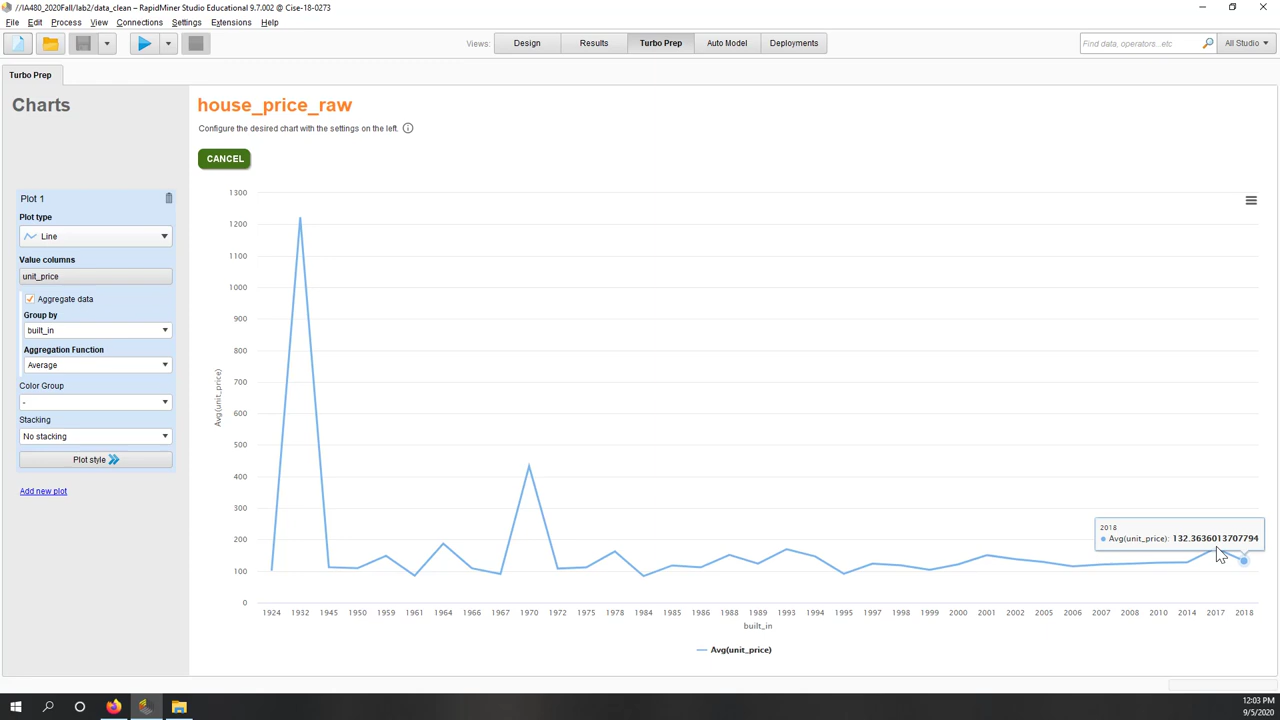 //IA480_2020Fall/lab2/data_clean – RapidMiner Studio Educational 9.7.002 @ Cise-18-0273
File Edit Process View Connections Settings Extensions Help
Views: Design Results Turbo Prep Auto Model Deployments Find data, operators...etc All Studio
Turbo Prep
Charts
house_price_raw
Configure the desired chart with the settings on the left.
CANCEL
Plot 1
Plot type
Line
Value columns
unit_price
Aggregate data
Group by
built_in
Aggregation Function
Average
Color Group
-
Stacking
No stacking
Plot style
Add new plot
1300
1200
1100
1000
900
800
700
600
500
400
300
200
100
0
Avg(unit_price)
2018
Avg(unit_price): 132.3636013707794
1924 1932 1945 1950 1959 1961 1964 1966 1967 1970 1972 1975 1978 1984 1985 1986 1988 1989 1993 1994 1995 1997 1998 1999 2000 2001 2002 2005 2006 2007 2008 2010 2014 2017 2018
built_in
Avg(unit_price)
12:03 PM
9/5/2020